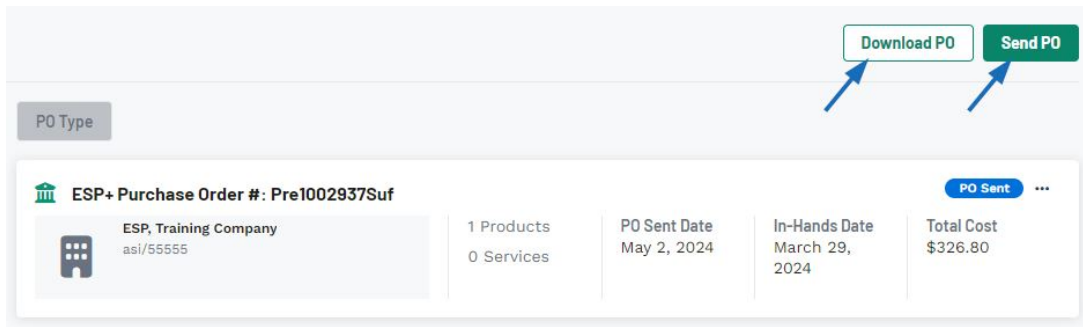 Download PO
Send PO
PO Type
ESP+ Purchase Order #: Pre1002937Suf
PO Sent
ESP, Training Company
asi/55555
1 Products
0 Services
PO Sent Date
May 2, 2024
In-Hands Date
March 29,
2024
Total Cost
$326.80